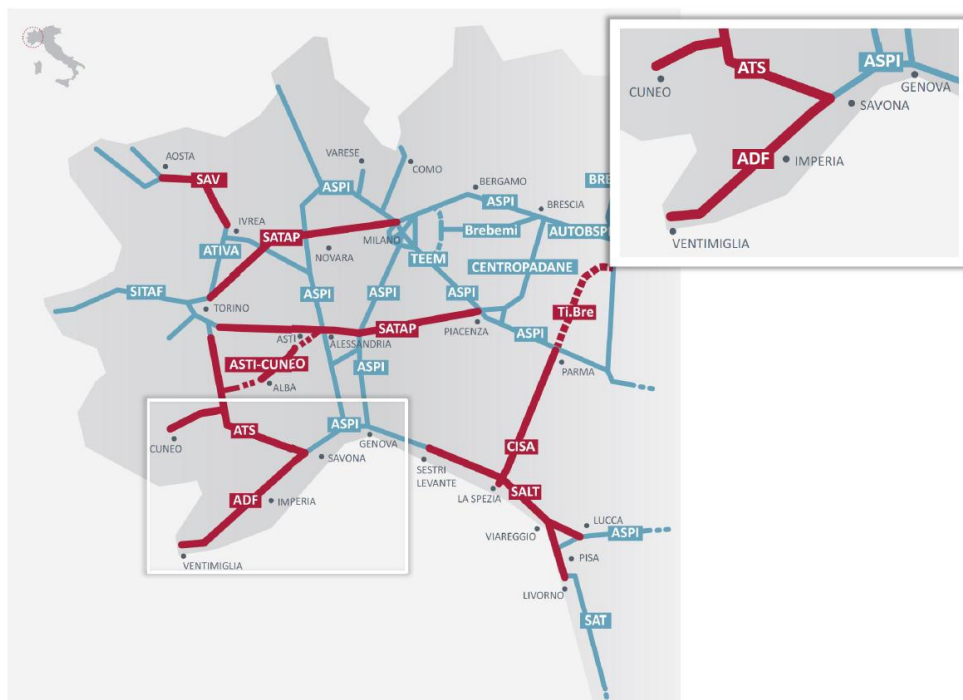 AOSTA
SAV
VARESE
COMO
ASPI
BERGAMO
ASPI
BRESCIA
IVREA
SATAP
MILANO
Brebemi
AUTOBSPD
ATIVA
NOVARA
TEEM
CENTROPADANE
SITAF
TORINO
ASPI
ASPI
ASPI
Ti.Bre
ASTI
ALESSANDRIA
SATAP
PIACENZA
ASPI
ASTI-CUNEO
ALBA
ASPI
PARMA
CUNEO
ATS
ASPI
GENOVA
SAVONA
SESTRI
LEVANTE
CISA
ADF
IMPERIA
LA SPEZIA
SALT
VIAREGGIO
LUCCA
ASPI
VENTIMIGLIA
PISA
LIVORNO
SAT
CUNEO
ATS
ASPI
GENOVA
SAVONA
ADF
IMPERIA
VENTIMIGLIA